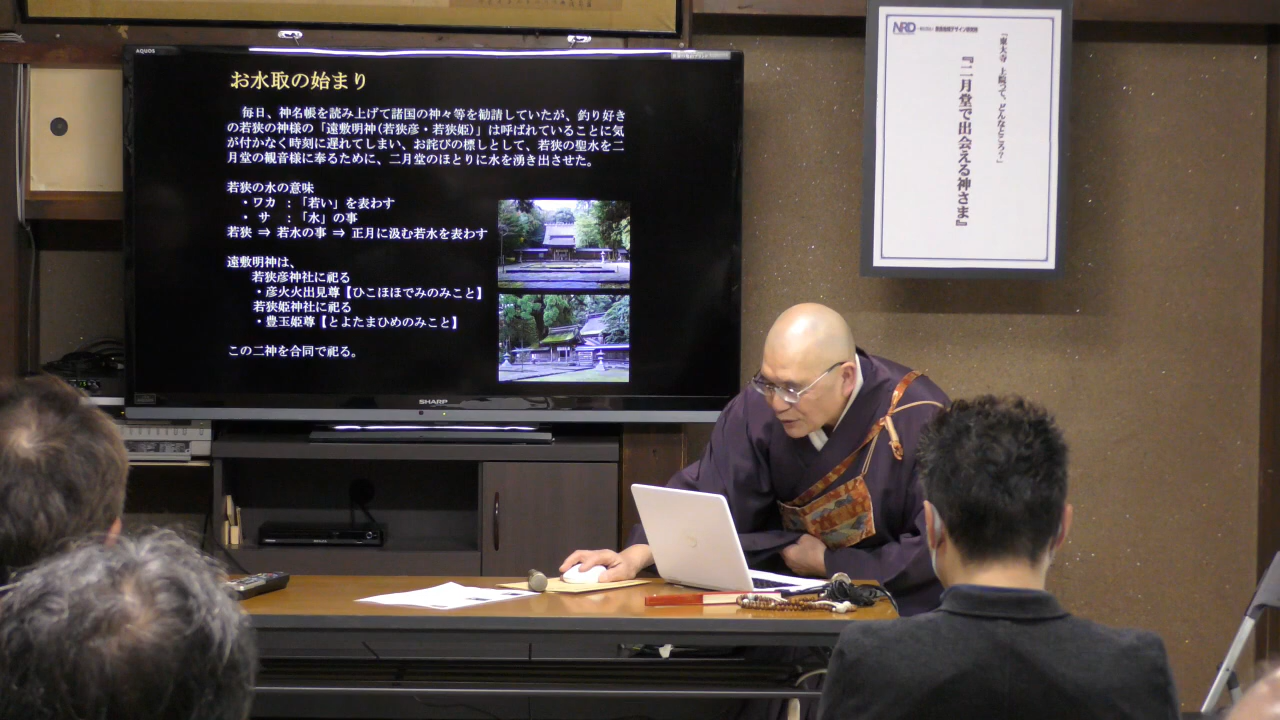 AQUOS
お水取の始まり
毎日、神名帳を読み上げて諸国の神々等を勧請していたが、釣り好き
の若狭の神様の「遠敷明神(若狭彦・若狭姫)」は呼ばれていることに気
が付かなく時刻に遅れてしまい、お詫びの標しとして、若狭の聖水を二
月堂の観音様に奉るために、二月堂のほとりに水を湧き出させた。
若狭の水の意味
・ワカ ：「若い」を表わす
・ サ ：「水」の事
若狭 ⇒ 若水の事 ⇒ 正月に汲む若水を表わす
遠敷明神は、
若狭彦神社に祀る
・彦火火出見尊【ひこほほでみのみこと】
若狭姫神社に祀る
・豊玉姫尊【とよたまひめのみこと】
この二神を合同で祀る。
SHARP
NRD
「東大寺 上院って、どんなところ？」
『二月堂で出会える神さま』